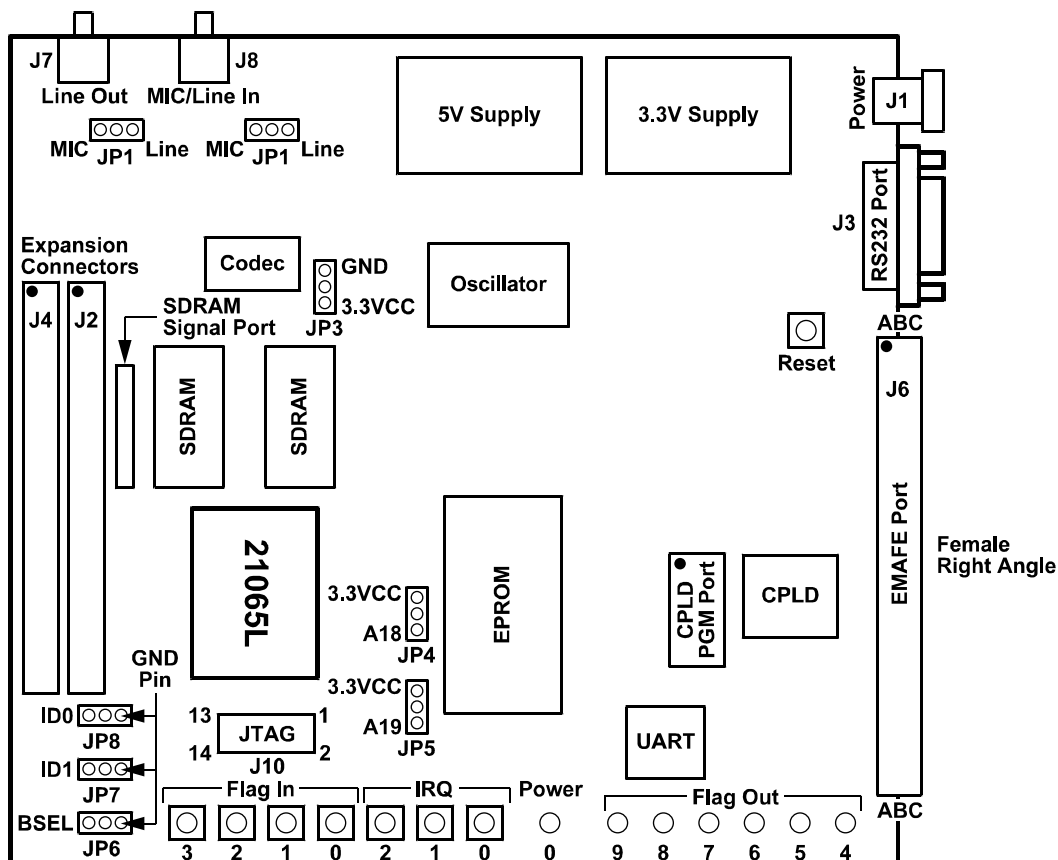 J7
J8
Line Out
MIC/Line In
MIC
JP1
Line
MIC
JP1
Line
5V Supply
3.3V Supply
Power
J1
J3
RS232 Port
Expansion
Connectors
J4
J2
SDRAM
Signal Port
Codec
GND
3.3VCC
JP3
Oscillator
Reset
ABC
J6
EMAFE Port
ABC
Female
Right Angle
SDRAM
SDRAM
21065L
3.3VCC
A18
JP4
3.3VCC
A19
JP5
EPROM
CPLD
PGM Port
CPLD
UART
GND
Pin
ID0
JP8
ID1
JP7
BSEL
JP6
13
1
JTAG
14
2
J10
Flag In
IRQ
Power
Flag Out
3 2 1 0 2 1 0 0 9 8 7 6 5 4